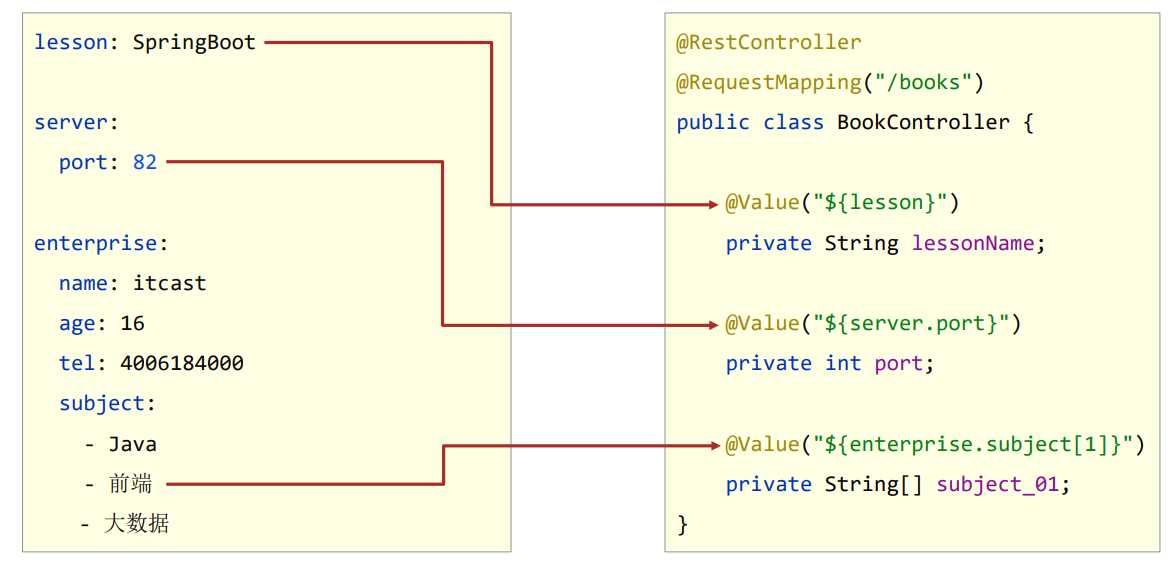 lesson: SpringBoot
server:
port: 82
enterprise:
name: itcast
age: 16
tel: 4006184000
subject:
- Java
- 前端
- 大数据
@RestController
@RequestMapping("/books")
public class BookController {
@Value("${lesson}")
private String lessonName;
@Value("${server.port}")
private int port;
@Value("${enterprise.subject[1]}")
private String[] subject_01;
}